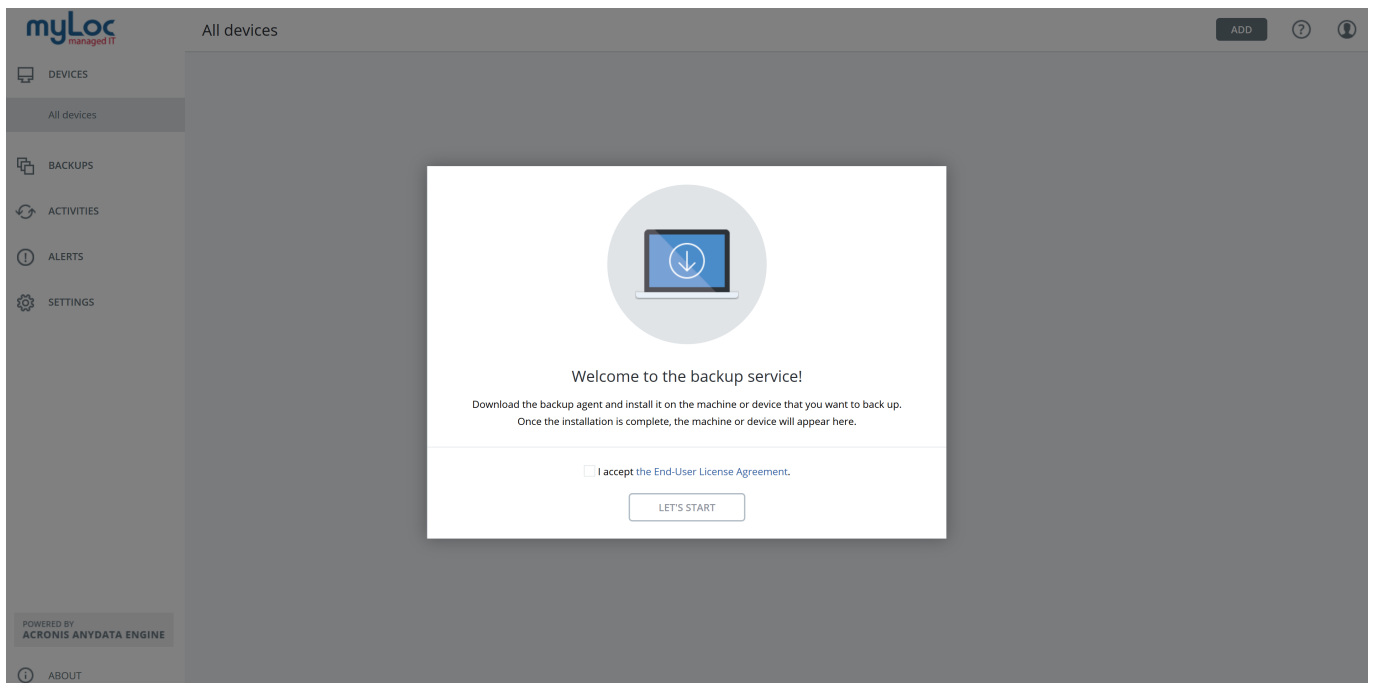 myLoc
managed IT
All devices
ADD
?
DEVICES
All devices
BACKUPS
ACTIVITIES
ALERTS
SETTINGS
Welcome to the backup service!
Download the backup agent and install it on the machine or device that you want to back up.
Once the installation is complete, the machine or device will appear here.
I accept the End-User License Agreement.
LET'S START
POWERED BY
ACRONIS ANYDATA ENGINE
ABOUT